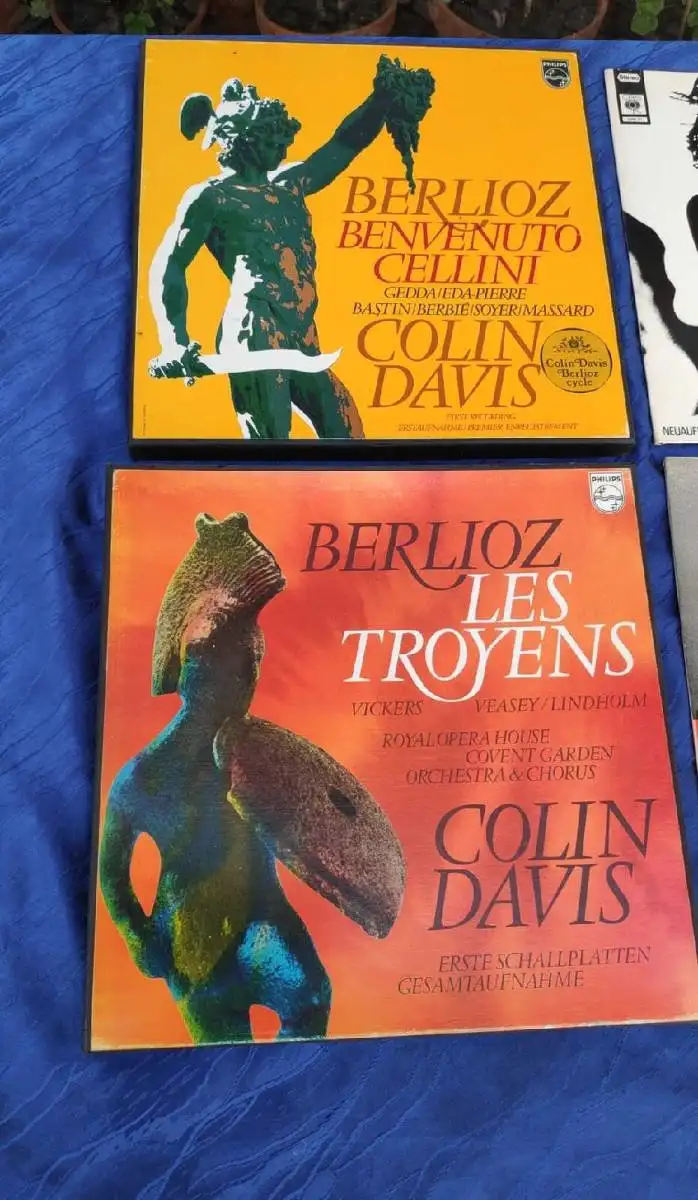 PHILIPS
BERLIOZ
BENVENUTO
CELLINI
GEDDA/EDA-PIERRE
BASTIN/BERBIÉ/SOYER/MASSARD
COLIN
DAVIS
Colin Davis
Berlioz
cycle
FIRST RECORDING
ERSTAUFNAHME/PREMIER ENREGISTREMENT
Stereo
NEUAUF
PHILIPS
BERLIOZ
LES
TROYENS
VICKERS VEASEY/LINDHOLM
ROYAL OPERA HOUSE
COVENT GARDEN
ORCHESTRA & CHORUS
COLIN
DAVIS
ERSTE SCHALLPLATTEN
GESAMTAUFNAHME